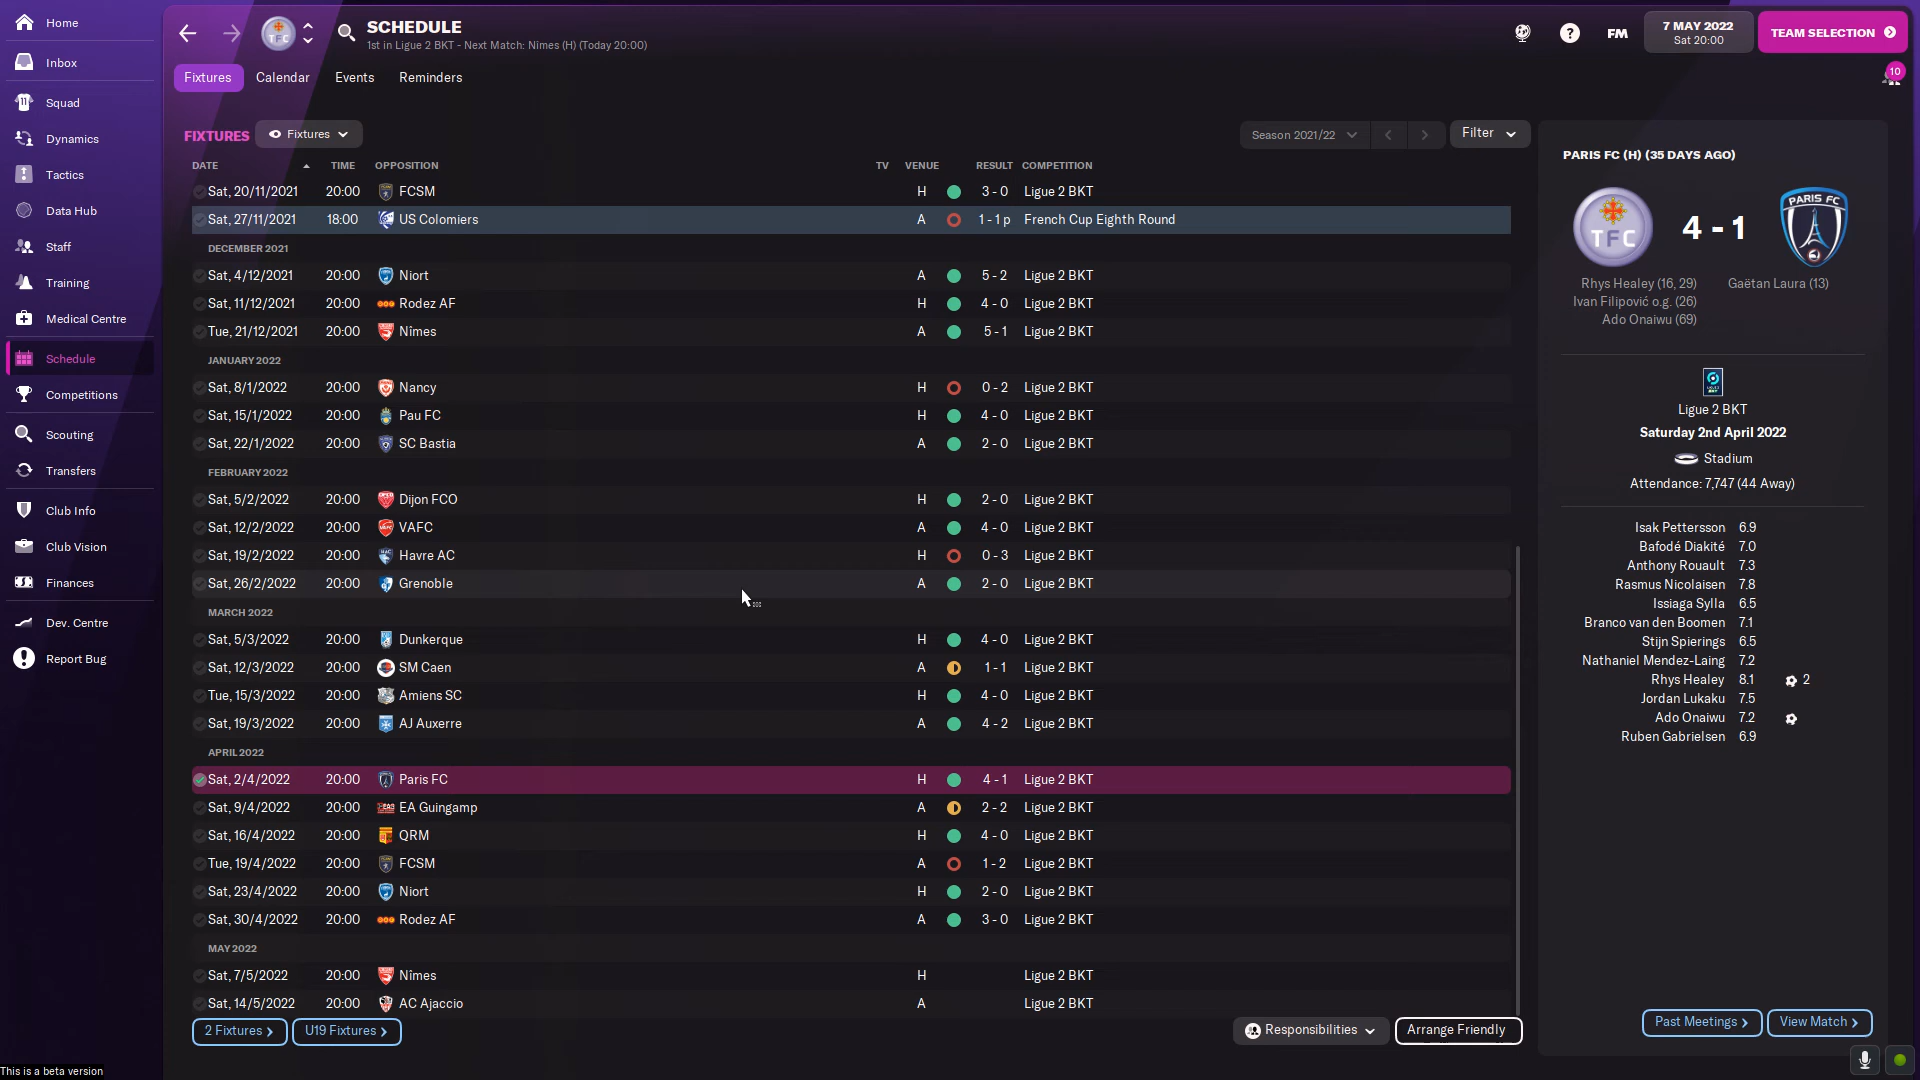 Home
Inbox
Squad
Dynamics
Tactics
Data Hub
Staff
Training
Medical Centre
Schedule
Competitions
Scouting
Transfers
Club Info
Club Vision
Finances
Dev. Centre
Report Bug
This is a beta version
TFC
SCHEDULE
1st in Ligue 2 BKT - Next Match: Nîmes (H) (Today 20:00)
? FM 7 MAY 2022
Sat 20:00
TEAM SELECTION
10
Fixtures Calendar Events Reminders
FIXTURES Fixtures Season 2021/22 Filter
DATE TIME OPPOSITION TV VENUE RESULT COMPETITION
Sat, 20/11/2021 20:00 FCSM H 3 - 0 Ligue 2 BKT
Sat, 27/11/2021 18:00 US Colomiers A 1 - 1 p French Cup Eighth Round
DECEMBER 2021
Sat, 4/12/2021 20:00 Niort A 5 - 2 Ligue 2 BKT
Sat, 11/12/2021 20:00 Rodez AF H 4 - 0 Ligue 2 BKT
Tue, 21/12/2021 20:00 Nîmes A 5 - 1 Ligue 2 BKT
JANUARY 2022
Sat, 8/1/2022 20:00 Nancy H 0 - 2 Ligue 2 BKT
Sat, 15/1/2022 20:00 Pau FC H 4 - 0 Ligue 2 BKT
Sat, 22/1/2022 20:00 SC Bastia A 2 - 0 Ligue 2 BKT
FEBRUARY 2022
Sat, 5/2/2022 20:00 Dijon FCO H 2 - 0 Ligue 2 BKT
Sat, 12/2/2022 20:00 VAFC A 4 - 0 Ligue 2 BKT
Sat, 19/2/2022 20:00 Havre AC H 0 - 3 Ligue 2 BKT
Sat, 26/2/2022 20:00 Grenoble A 2 - 0 Ligue 2 BKT
MARCH 2022
Sat, 5/3/2022 20:00 Dunkerque H 4 - 0 Ligue 2 BKT
Sat, 12/3/2022 20:00 SM Caen A 1 - 1 Ligue 2 BKT
Tue, 15/3/2022 20:00 Amiens SC H 4 - 0 Ligue 2 BKT
Sat, 19/3/2022 20:00 AJ Auxerre A 4 - 2 Ligue 2 BKT
APRIL 2022
Sat, 2/4/2022 20:00 Paris FC H 4 - 1 Ligue 2 BKT
Sat, 9/4/2022 20:00 EA Guingamp A 2 - 2 Ligue 2 BKT
Sat, 16/4/2022 20:00 QRM H 4 - 0 Ligue 2 BKT
Tue, 19/4/2022 20:00 FCSM A 1 - 2 Ligue 2 BKT
Sat, 23/4/2022 20:00 Niort H 2 - 0 Ligue 2 BKT
Sat, 30/4/2022 20:00 Rodez AF A 3 - 0 Ligue 2 BKT
MAY 2022
Sat, 7/5/2022 20:00 Nîmes H Ligue 2 BKT
Sat, 14/5/2022 20:00 AC Ajaccio A Ligue 2 BKT
2 Fixtures U19 Fixtures Responsibilities Arrange Friendly
PARIS FC (H) (35 DAYS AGO)
TFC 4 - 1 PARIS FC
Rhys Healey (16, 29) Gaëtan Laura (13)
Ivan Filipović o.g. (26)
Ado Onaiwu (69)
Ligue 2 BKT
Saturday 2nd April 2022
Stadium
Attendance: 7,747 (44 Away)
Isak Pettersson 6.9
Bafodé Diakité 7.0
Anthony Rouault 7.3
Rasmus Nicolaisen 7.8
Issiaga Sylla 6.5
Branco van den Boomen 7.1
Stijn Spierings 6.5
Nathaniel Mendez-Laing 7.2
Rhys Healey 8.1 2
Jordan Lukaku 7.5
Ado Onaiwu 7.2
Ruben Gabrielsen 6.9
Past Meetings View Match